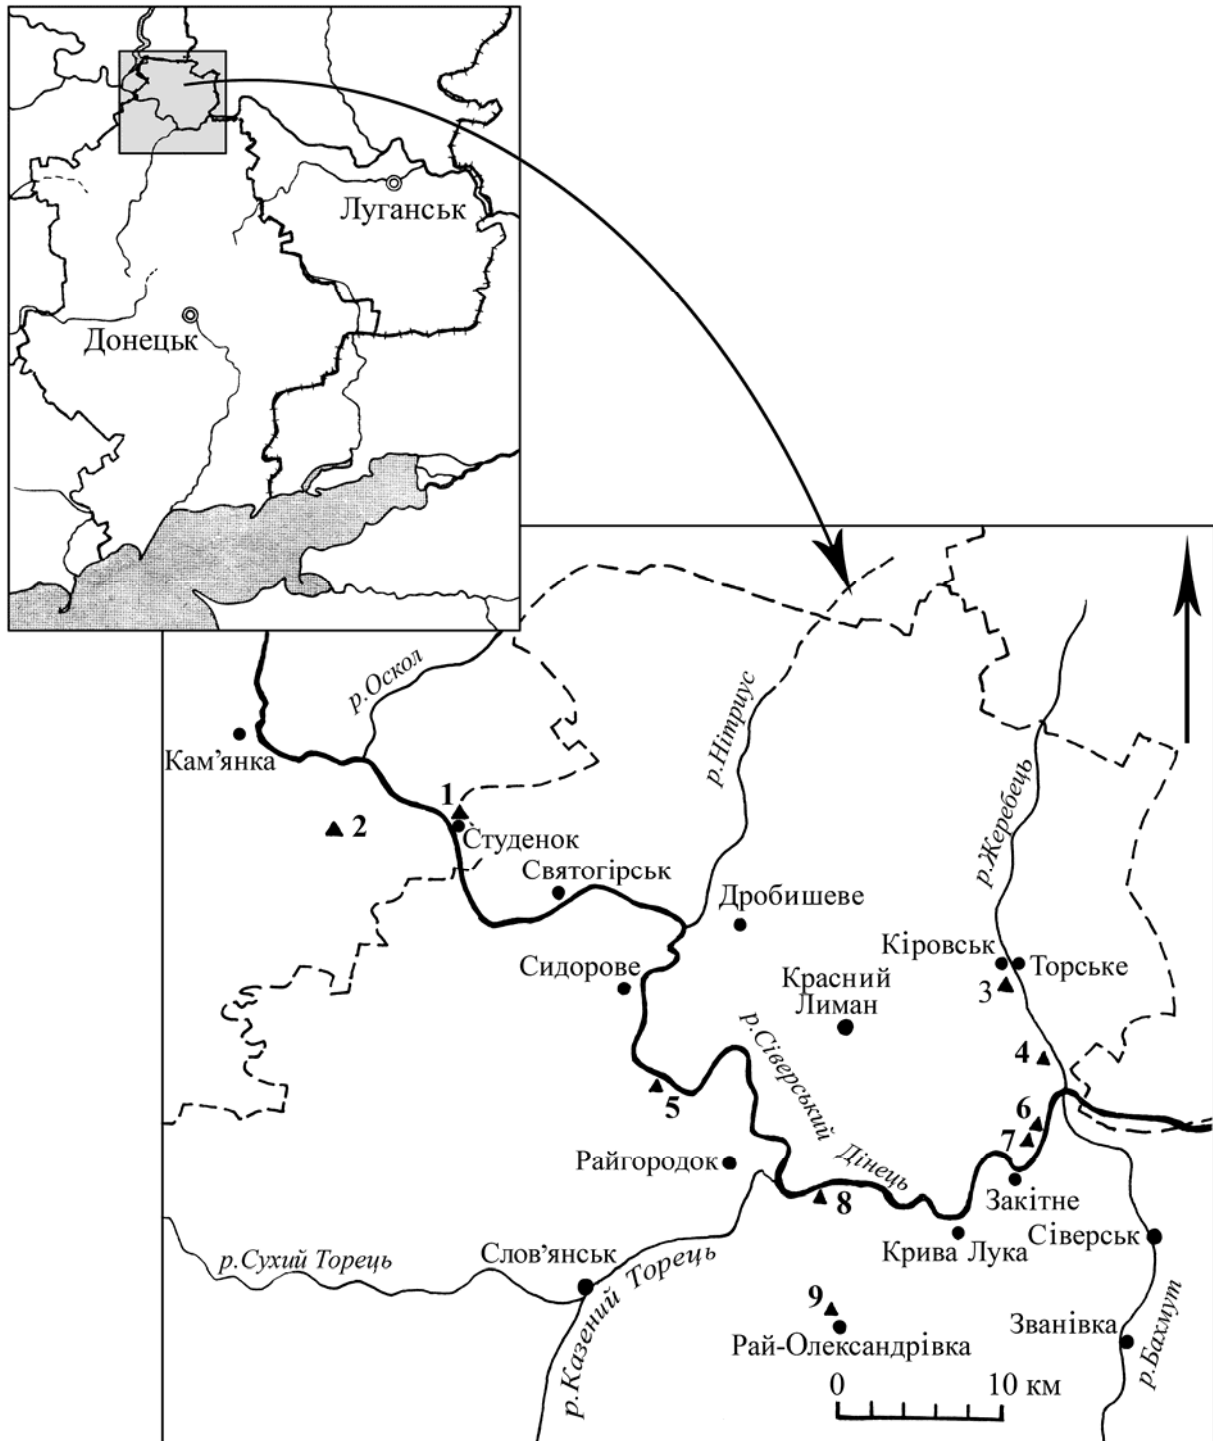 Луганськ
Донецьк
р.Оскол
р.Нітриус
р.Жеребець
Кам’янка
1
2
Студенок
Святогірськ
Дробишеве
Кіровськ
Торське
Сидорове
Красний
Лиман
3
р.Сіверський Дінець
4
5
6
7
Райгородок
8
Закітне
Крива Лука
Сіверськ
р.Сухий Торець
Слов’янськ
р.Казений Торець
9
Рай-Олександрівка
Званівка
р.Бахмут
0 10 км